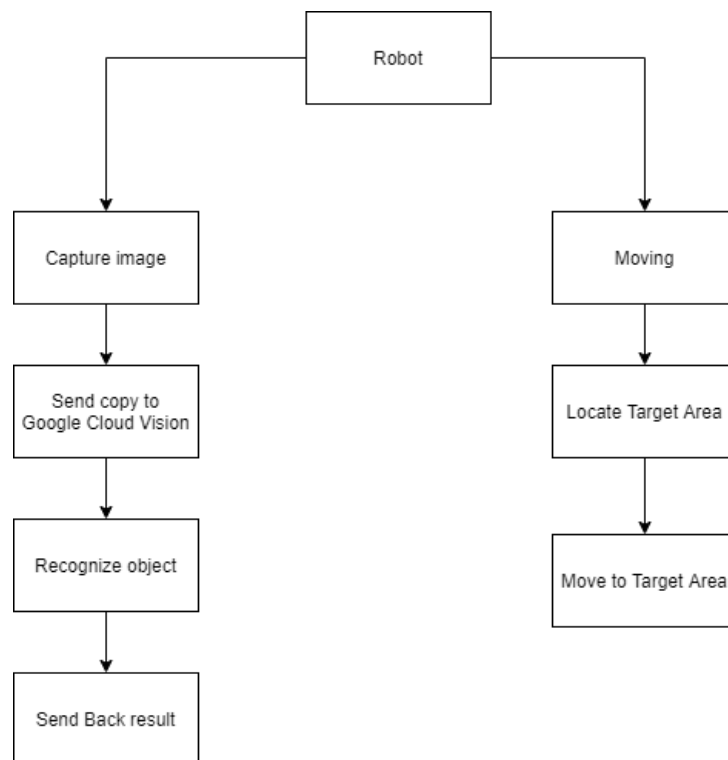 Robot
Capture image
Send copy to
Google Cloud Vision
Recognize object
Send Back result
Moving
Locate Target Area
Move to Target Area